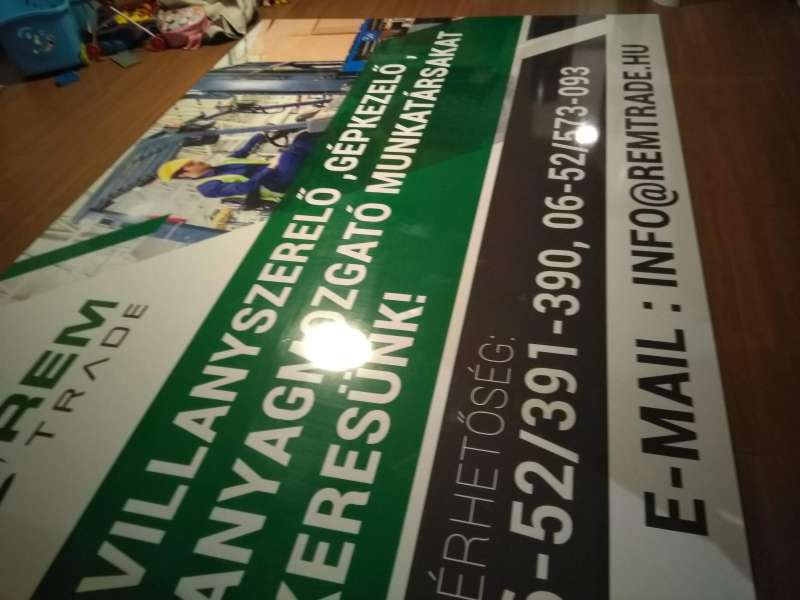 REM
TRADE
VILLANYSZERELŐ ,GÉPKEZELŐ ,
ANYAGMOZGATÓ MUNKATÁRSAKAT
KERESÜNK!
ÉRHETŐSÉG:
6-52/391-390, 06-52/573-093
E-MAIL : INFO@REMTRADE.HU